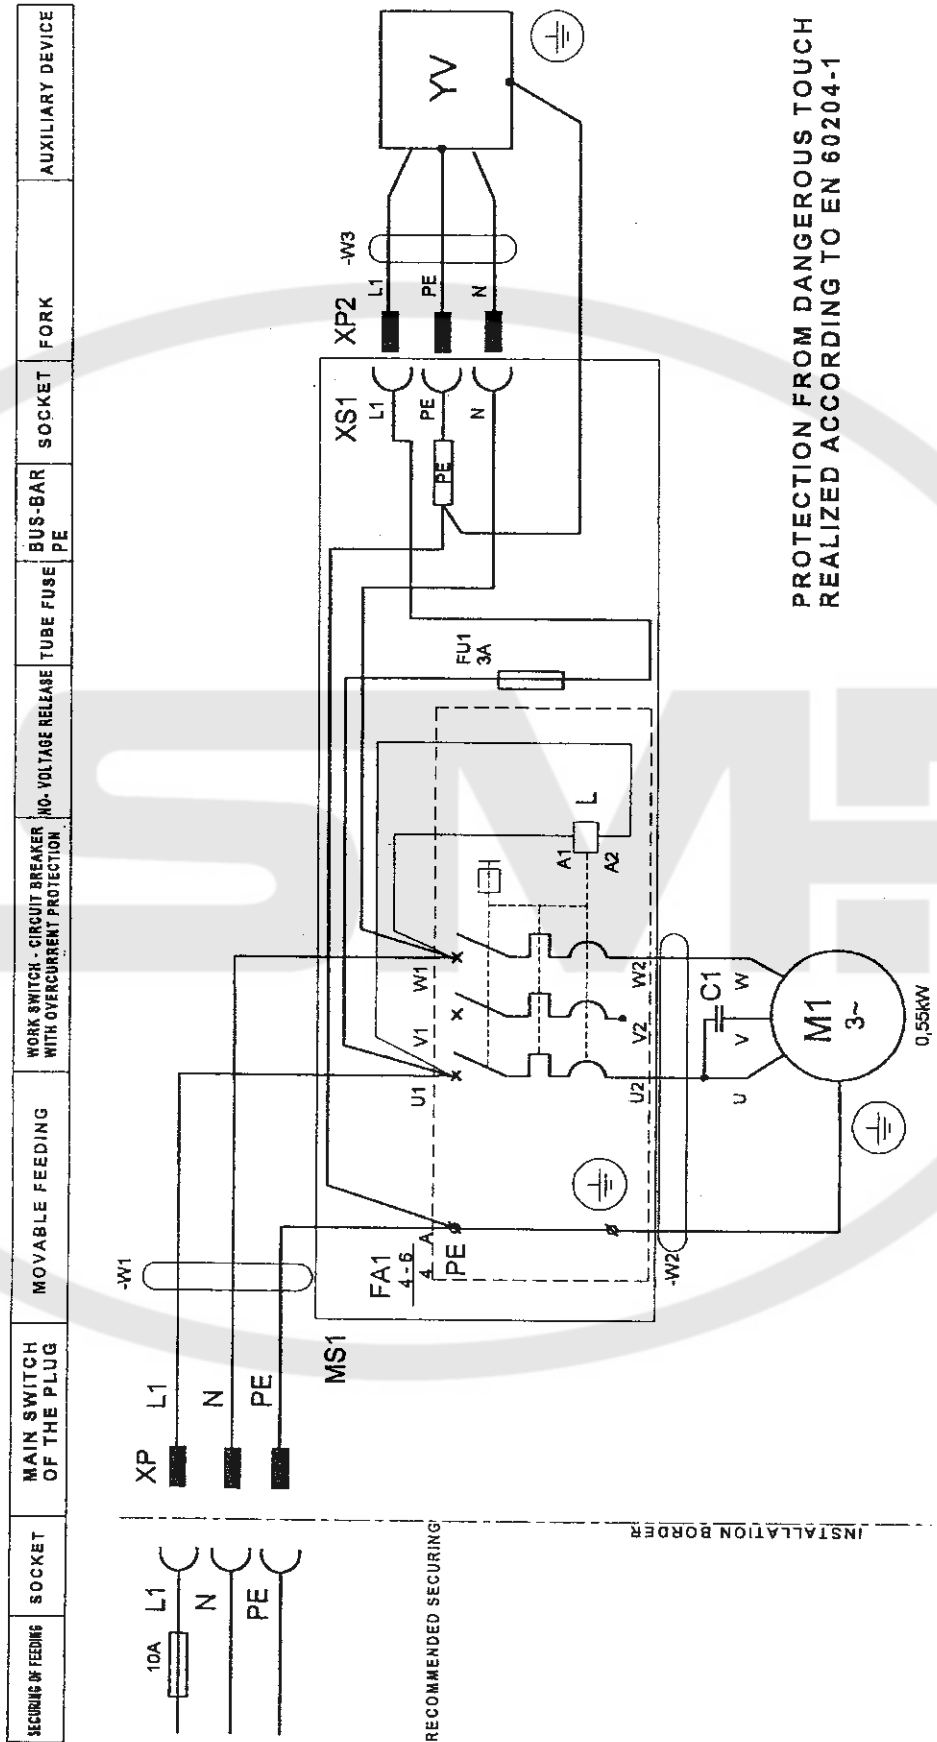 SECURING OF FEEDING
SOCKET
MAIN SWITCH
OF THE PLUG
MOVABLE FEEDING
WORK SWITCH - CIRCUIT BREAKER
WITH OVERCURRENT PROTECTION
NO- VOLTAGE RELEASE
TUBE FUSE
BUS-BAR
PE
SOCKET
FORK
AUXILIARY DEVICE
10A
L1
N
PE
XP
L1
N
PE
-W1
MS1
FA1
4 - 6
4
A
PE
U1
V1
W1
U2
V2
W2
A1
A2
L
FU1
3A
XS1
L1
PE
N
PE
XP2
L1
PE
N
-W3
YV
-W2
C1
U
V
W
M1
3~
0,55kW
RECOMMENDED SECURING
INSTALLATION BORDER
PROTECTION FROM DANGEROUS TOUCH
REALIZED ACCORDING TO EN 60204-1
SM